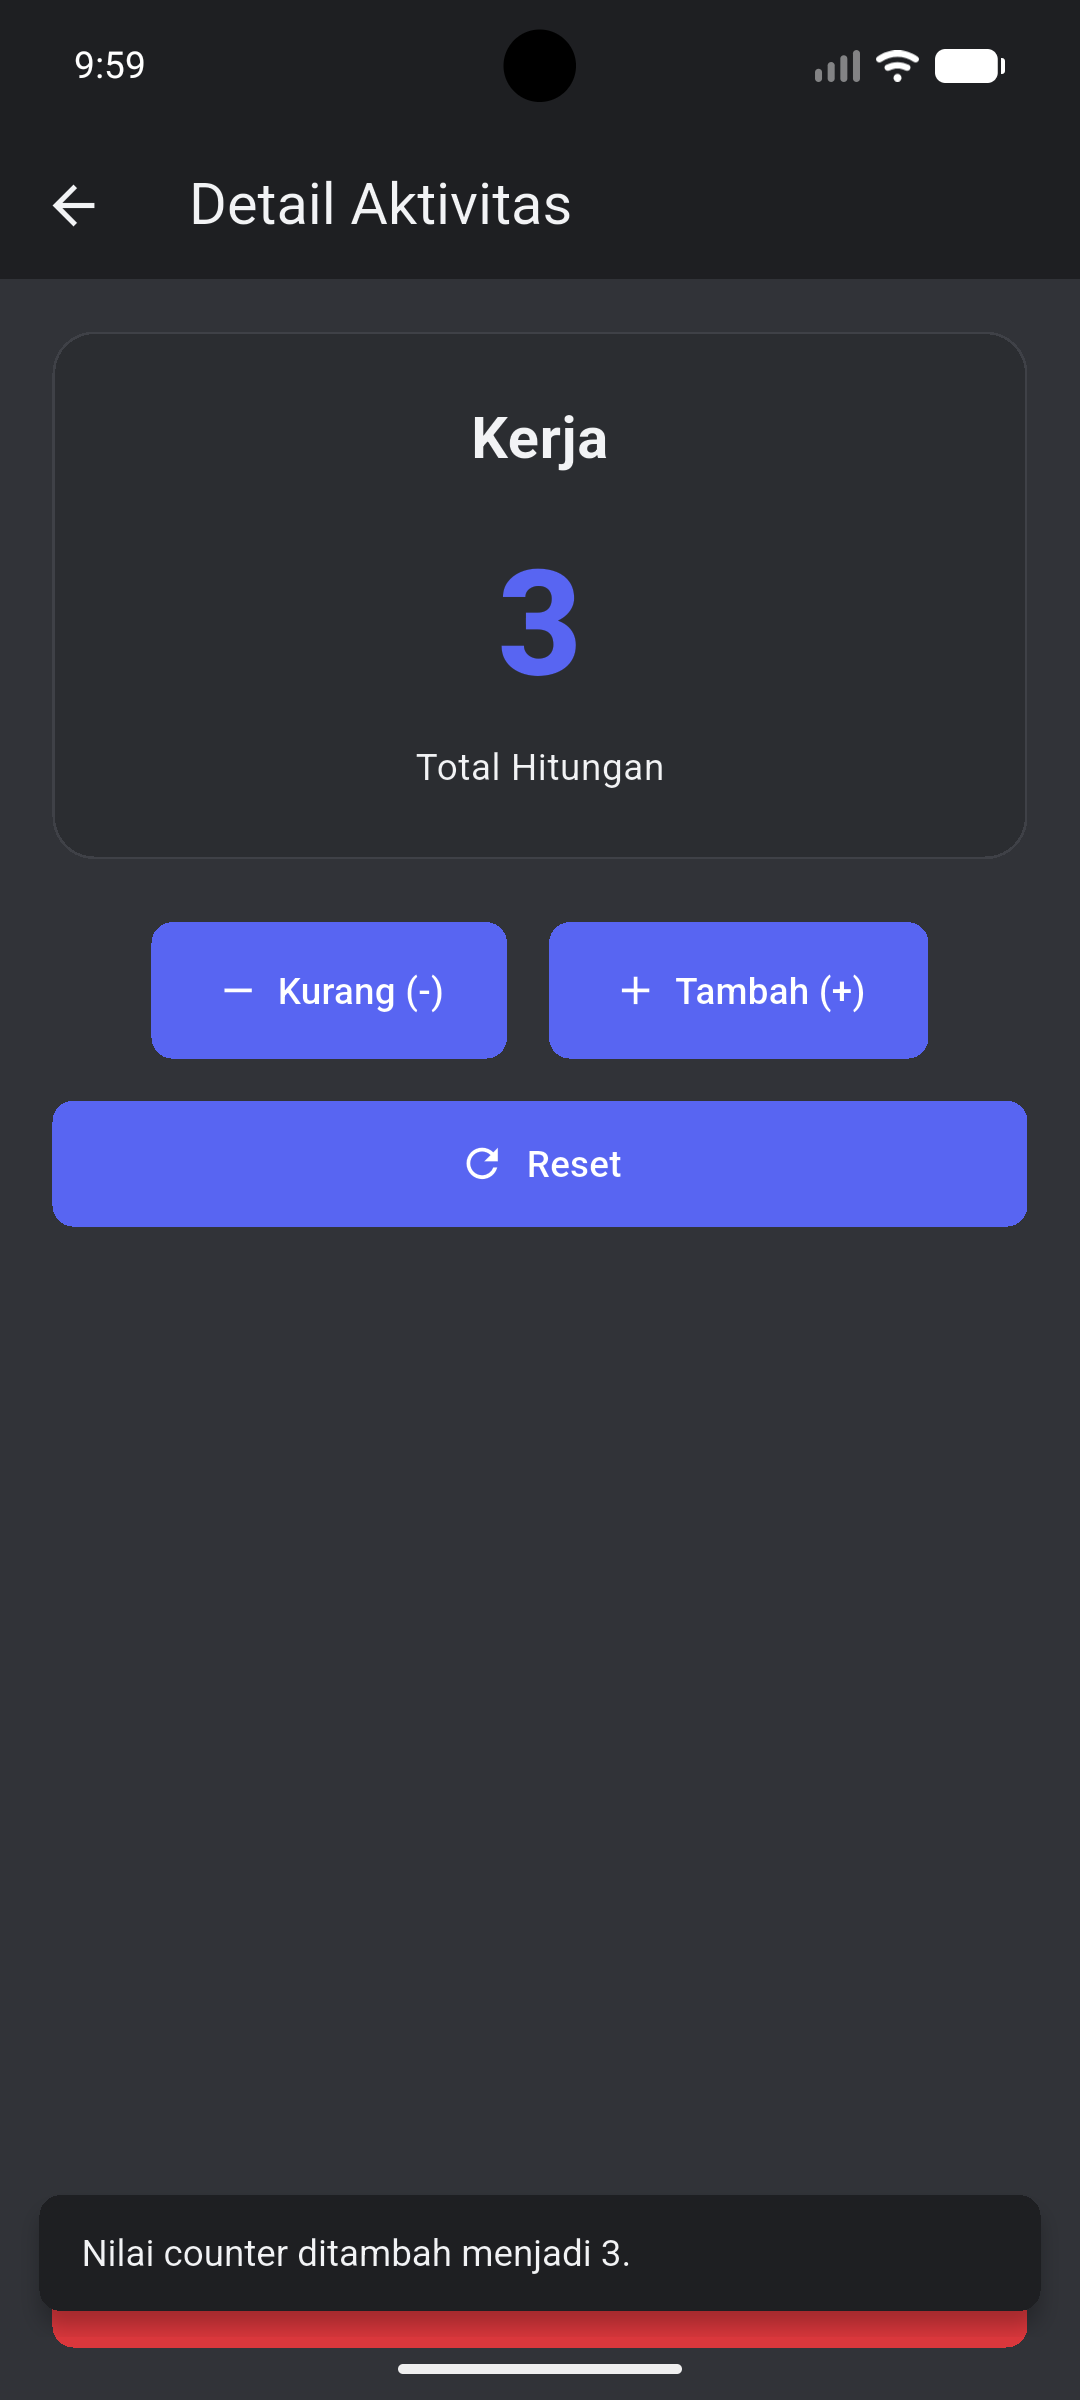 9:59
Detail Aktivitas
Kerja
3
Total Hitungan
Kurang (-)
Tambah (+)
Reset
Nilai counter ditambah menjadi 3.